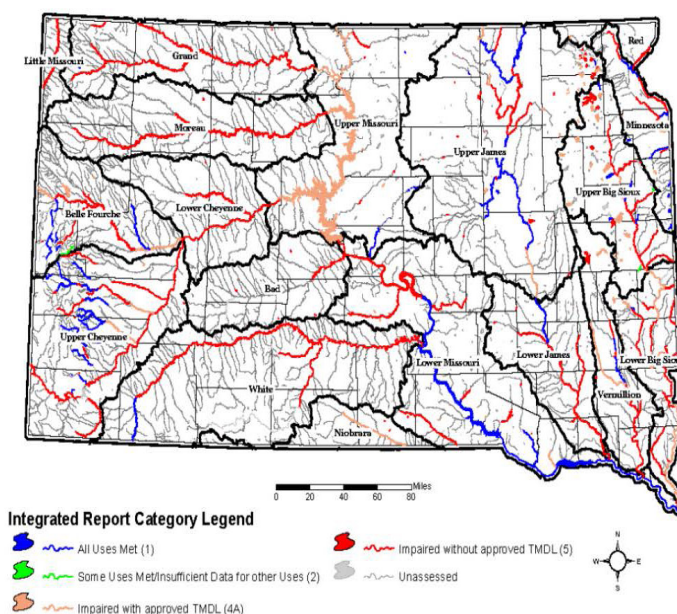 Red
Grand
Little Missouri
Minnesota
Moreau
Upper Missouri
Upper James
Upper Big Sioux
Lower Cheyenne
Belle Fourche
Bad
Upper Cheyenne
Lower Missouri
Lower James
Lower Big Siou
White
Vermillion
Niobrara
Miles
0 20 40 60 80
Integrated Report Category Legend
All Uses Met (1)
Impaired without approved TMDL (5)
Some Uses Met/Insufficient Data for other Uses (2)
Unassessed
Impaired with approved TMDL (4A)
N
W E
S